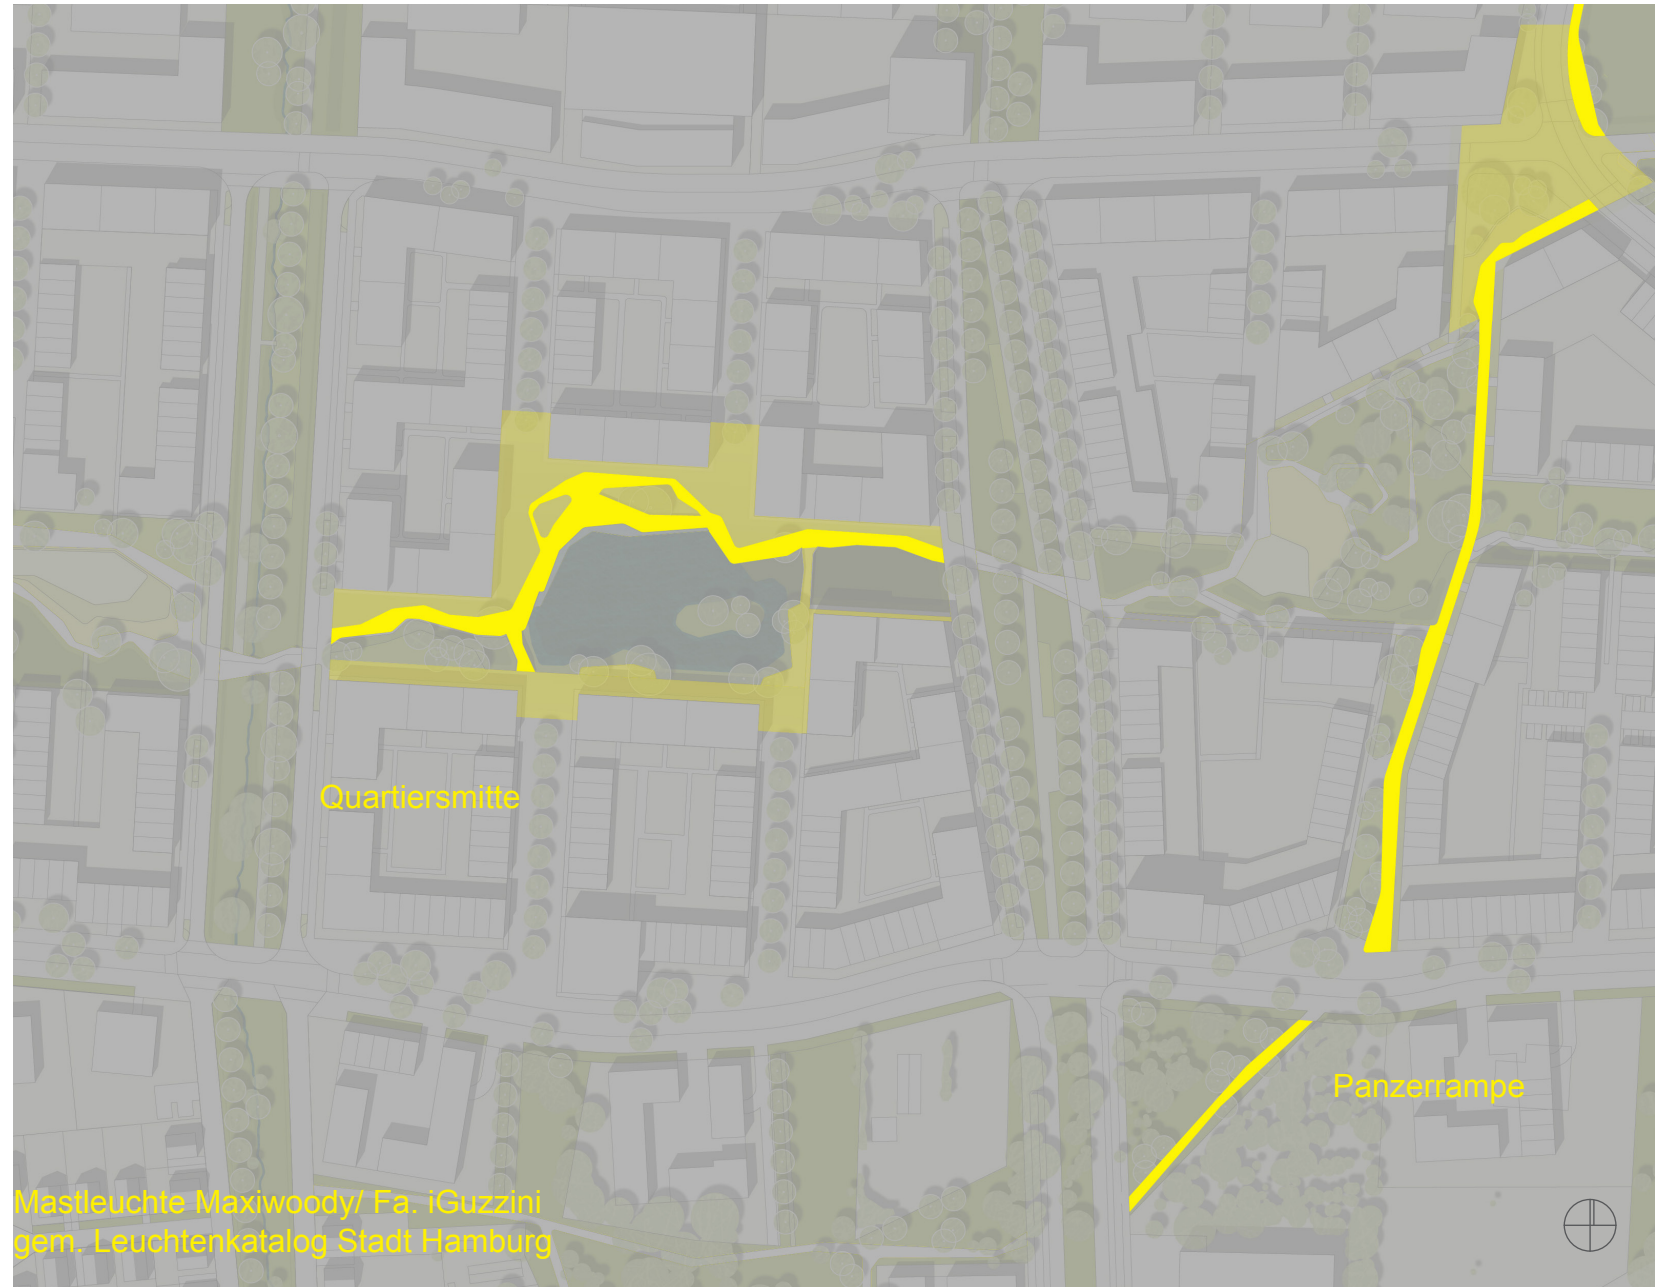 Quartiersmitte
Panzerrampe
Mastleuchte Maxiwoody/ Fa. iGuzzini
gem. Leuchtenkatalog Stadt Hamburg